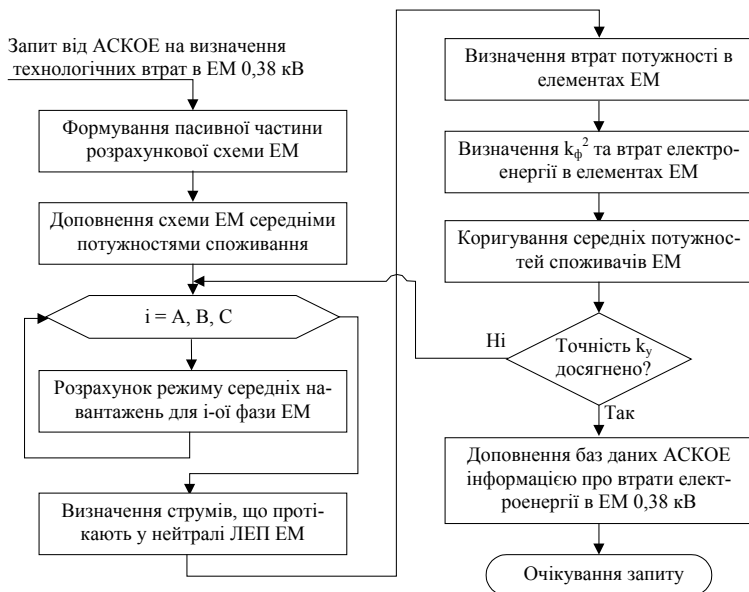 Запит від АСКОЕ на визначення
технологічних втрат в ЕМ 0,38 кВ
Формування пасивної частини
розрахункової схеми ЕМ
Доповнення схеми ЕМ середніми
потужностями споживання
i = A, B, C
Розрахунок режиму середніх на-
вантажень для i-ої фази ЕМ
Визначення струмів, що проті-
кають у нейтралі ЛЕП ЕМ
Визначення втрат потужності в
елементах ЕМ
Визначення kф² та втрат електро-
енергії в елементах ЕМ
Коригування середніх потужнос-
тей споживачів ЕМ
Ні
Точність kу
досягнено?
Так
Доповнення баз даних АСКОЕ
інформацією про втрати елект-
роенергії в ЕМ 0,38 кВ
Очікування запиту